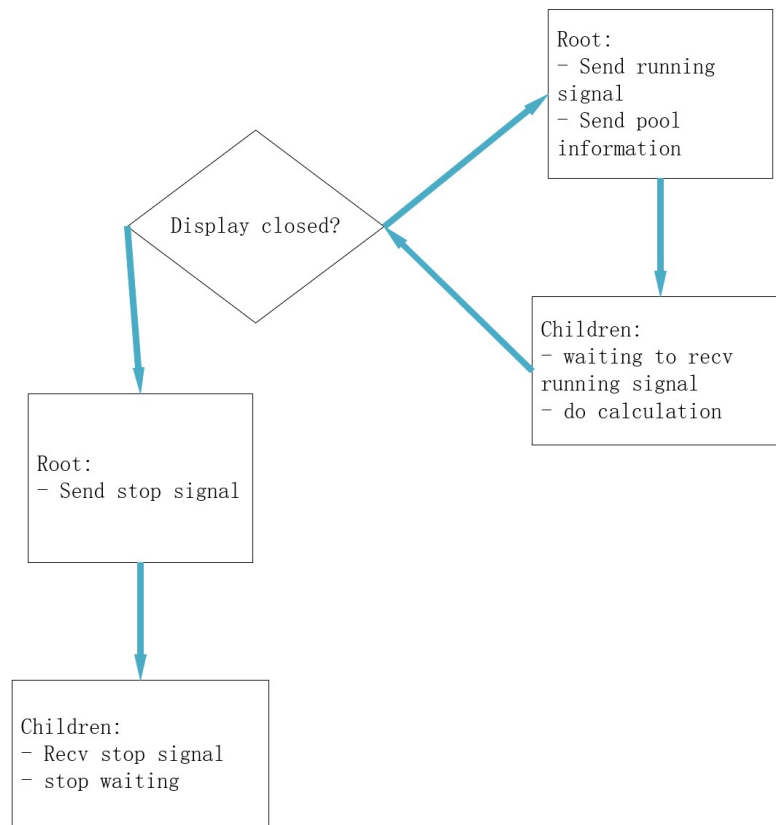 Root:
- Send running
signal
- Send pool
information
Display closed?
Children:
- waiting to recv
running signal
- do calculation
Root:
- Send stop signal
Children:
- Recv stop signal
- stop waiting